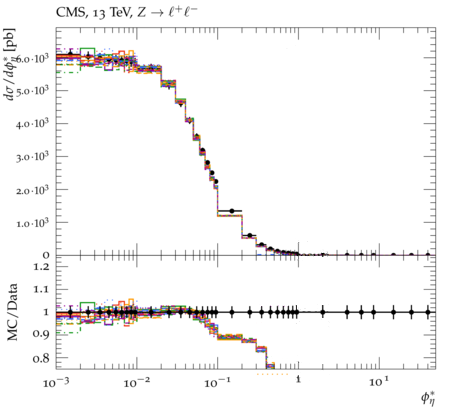 CMS, 13 TeV, Z → ℓ⁺ℓ⁻
dσ/dϕ* [pb]
6.0·10³
5.0·10³
4.0·10³
3.0·10³
2.0·10³
1.0·10³
0
MC/Data
1.2
1.1
1
0.9
0.8
10⁻³ 10⁻² 10⁻¹ 1 10¹
ϕ*η